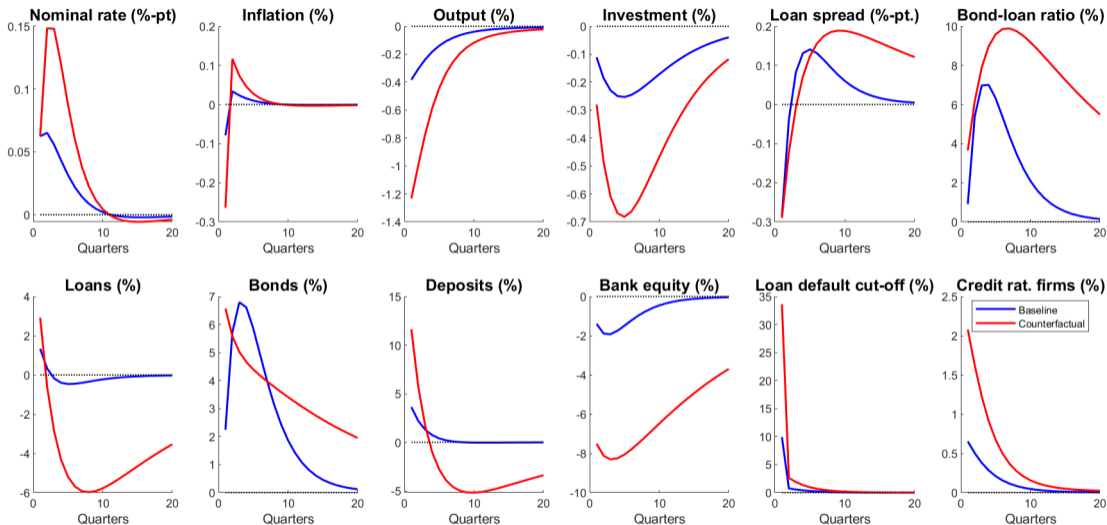 Nominal rate (%-pt) Inflation (%) Output (%) Investment (%) Loan spread (%-pt.) Bond-loan ratio (%)
0.15 0.2 0 0 0.2 10
0.1 0.1 -0.2 -0.1 0.1 8
0.05 0 -0.4 -0.2 0 6
0 -0.1 -0.6 -0.3 -0.1 4
-0.2 -0.8 -0.4 -0.2 2
-0.3 -1 -0.5 -0.3 0
-1.2 -0.6
-1.4 -0.7
0 10 20 0 10 20 0 10 20 0 10 20 0 10 20 0 10 20
Quarters Quarters Quarters Quarters Quarters Quarters
Loans (%) Bonds (%) Deposits (%) Bank equity (%) Loan default cut-off (%) Credit rat. firms (%)
4 7 15 0 35 2.5
2 6 10 -2 30 2
0 5 5 -4 25 1.5
-2 4 0 -6 20 1
-4 3 -5 -8 15 0.5
-6 2 -10 10 0
1 5
0 0
Baseline
Counterfactual
0 10 20 0 10 20 0 10 20 0 10 20 0 10 20 0 10 20
Quarters Quarters Quarters Quarters Quarters Quarters